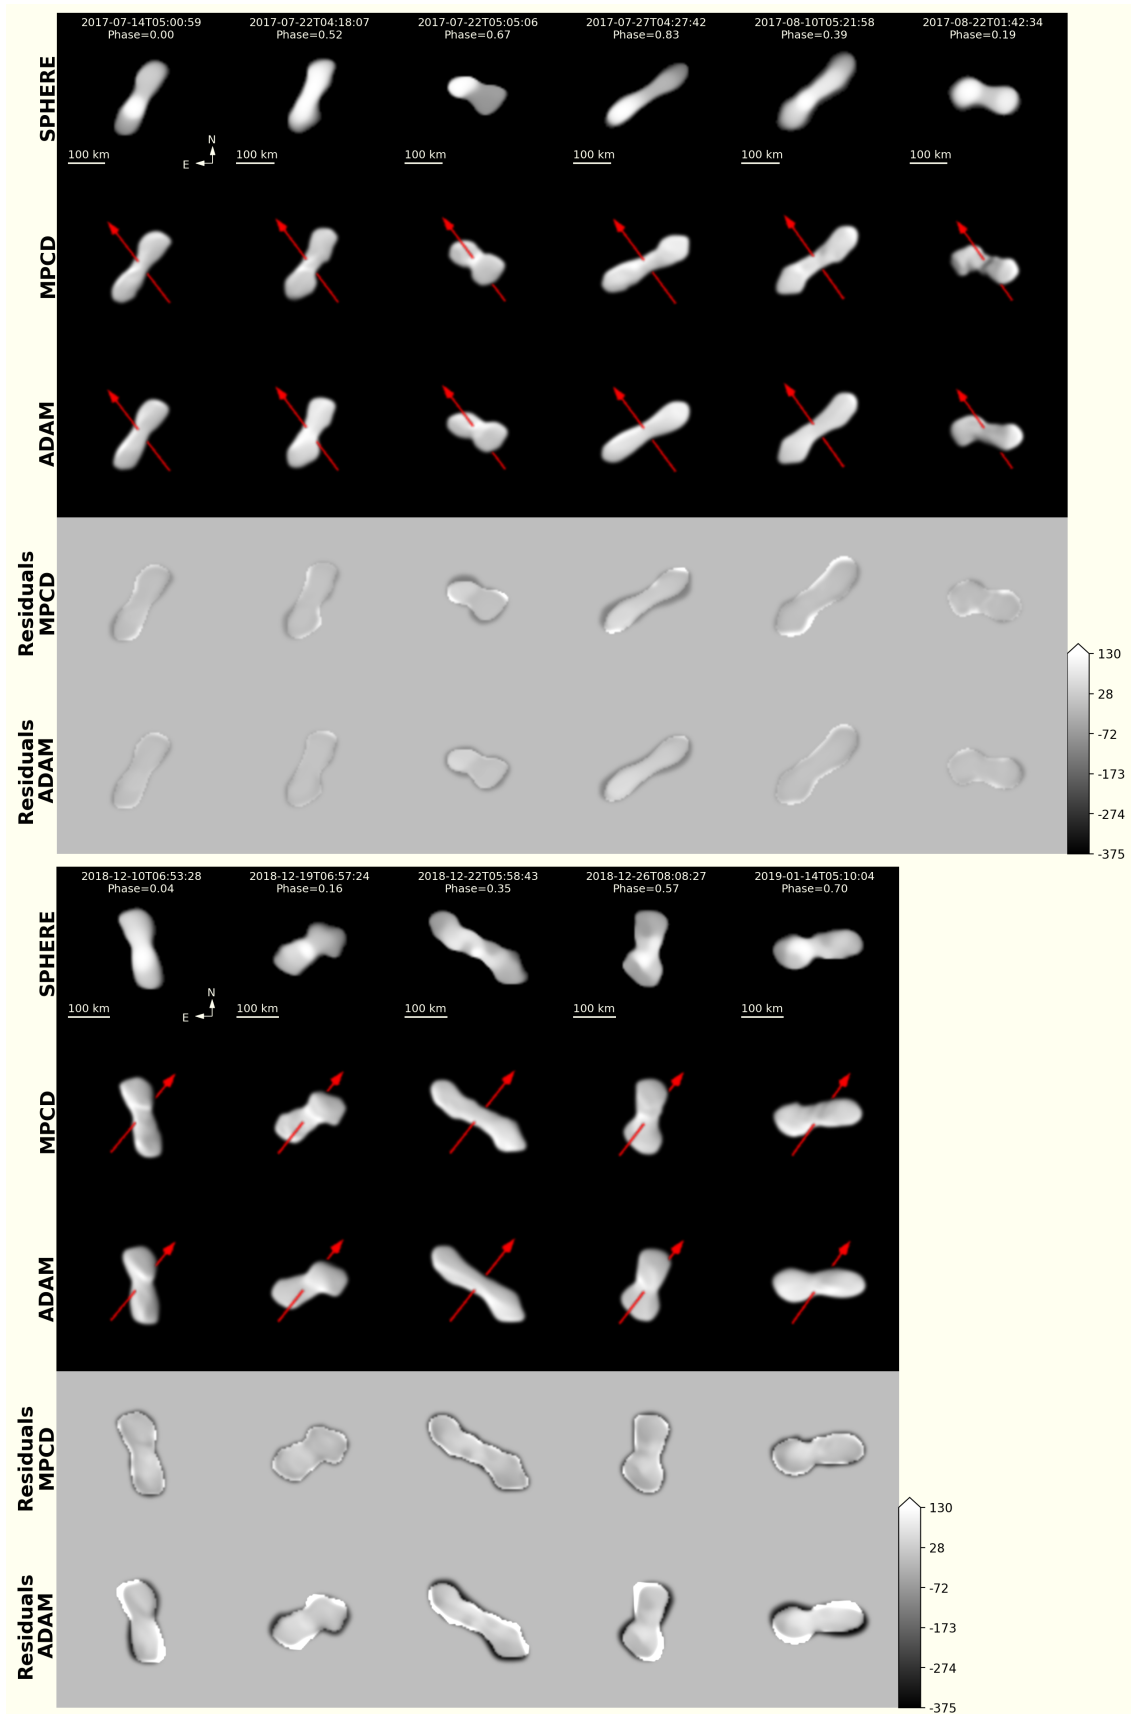 2017-07-14T05:00:59 2017-07-22T04:18:07 2017-07-22T05:05:06 2017-07-27T04:27:42 2017-08-10T05:21:58 2017-08-22T01:42:34
Phase=0.00 Phase=0.52 Phase=0.67 Phase=0.83 Phase=0.39 Phase=0.19
SPHERE
N
E
100 km 100 km 100 km 100 km 100 km 100 km
MPCD
ADAM
Residuals
MPCD
Residuals
ADAM
130
28
-72
-173
-274
-375
2018-12-10T06:53:28 2018-12-19T06:57:24 2018-12-22T05:58:43 2018-12-26T08:08:27 2019-01-14T05:10:04
Phase=0.04 Phase=0.16 Phase=0.35 Phase=0.57 Phase=0.70
SPHERE
N
E
100 km 100 km 100 km 100 km 100 km
MPCD
ADAM
Residuals
MPCD
Residuals
ADAM
130
28
-72
-173
-274
-375